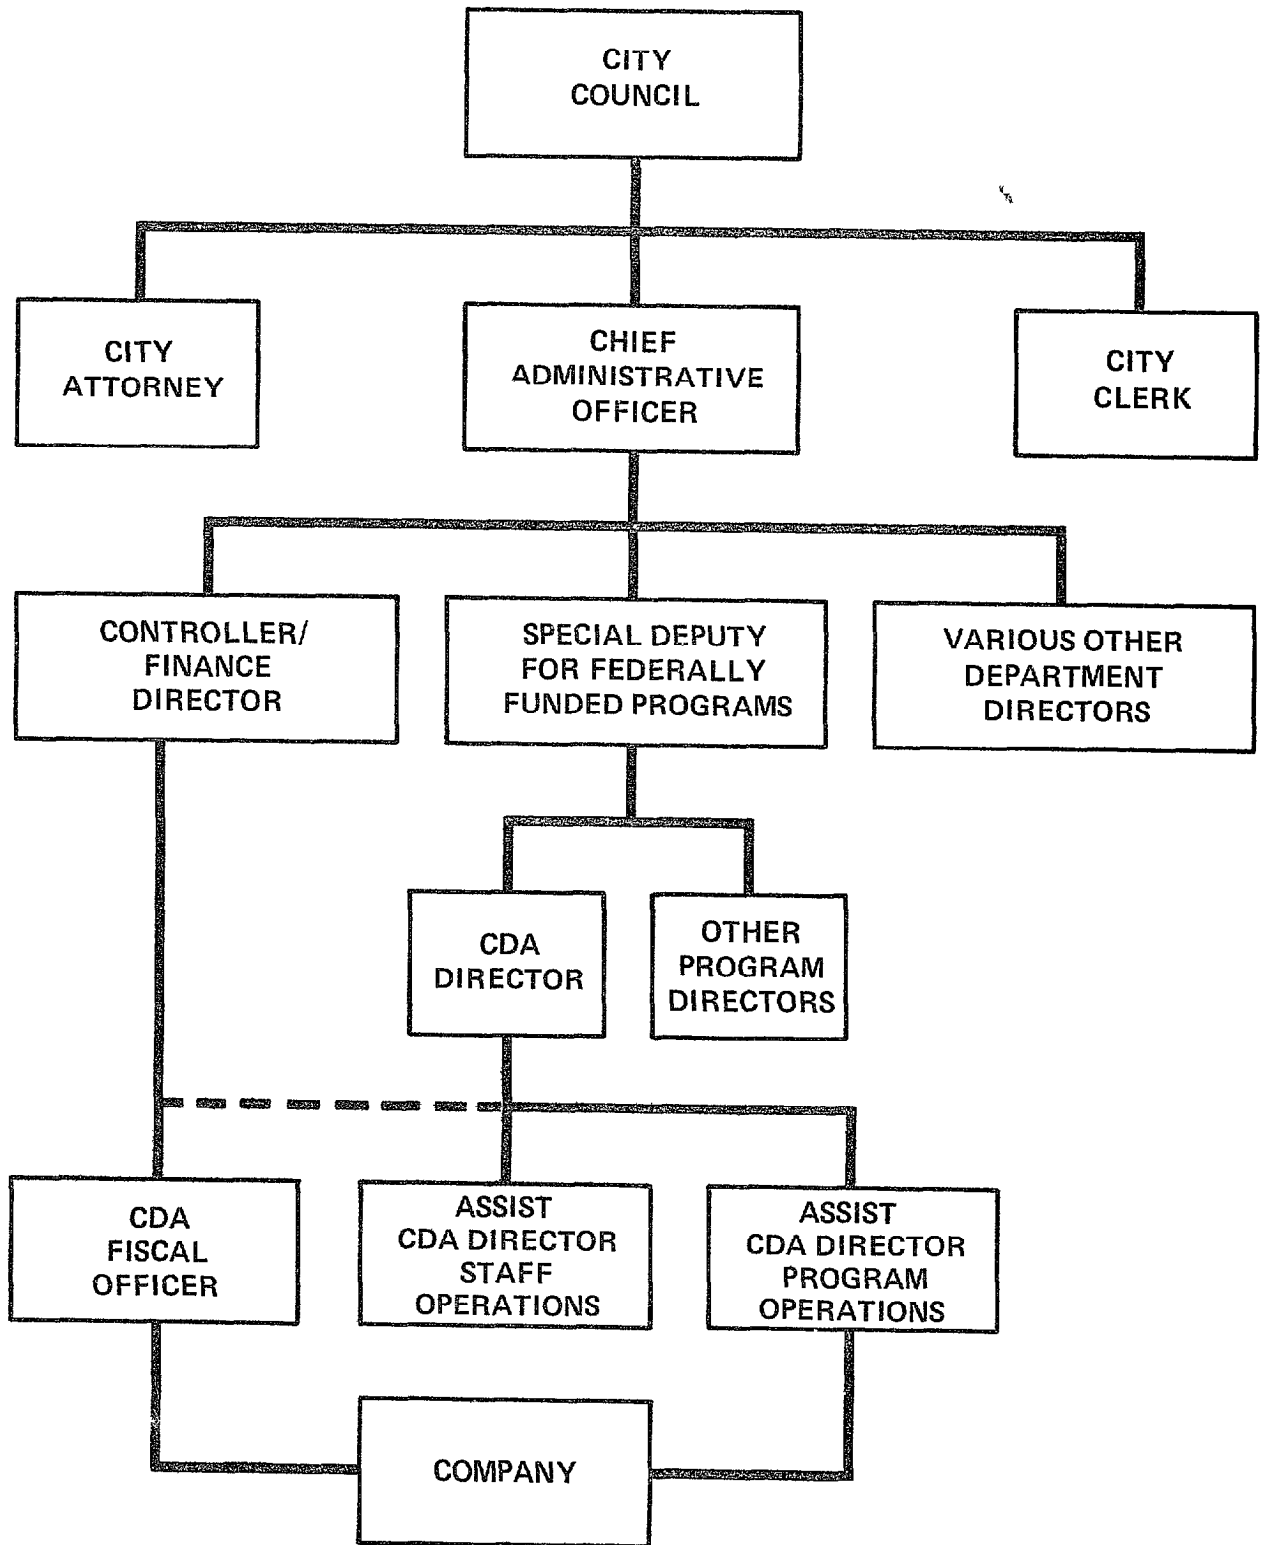 CITY
COUNCIL
CITY
ATTORNEY
CHIEF
ADMINISTRATIVE
OFFICER
CITY
CLERK
CONTROLLER/
FINANCE
DIRECTOR
SPECIAL DEPUTY
FOR FEDERALLY
FUNDED PROGRAMS
VARIOUS OTHER
DEPARTMENT
DIRECTORS
CDA
DIRECTOR
OTHER
PROGRAM
DIRECTORS
CDA
FISCAL
OFFICER
ASSIST
CDA DIRECTOR
STAFF
OPERATIONS
ASSIST
CDA DIRECTOR
PROGRAM
OPERATIONS
COMPANY